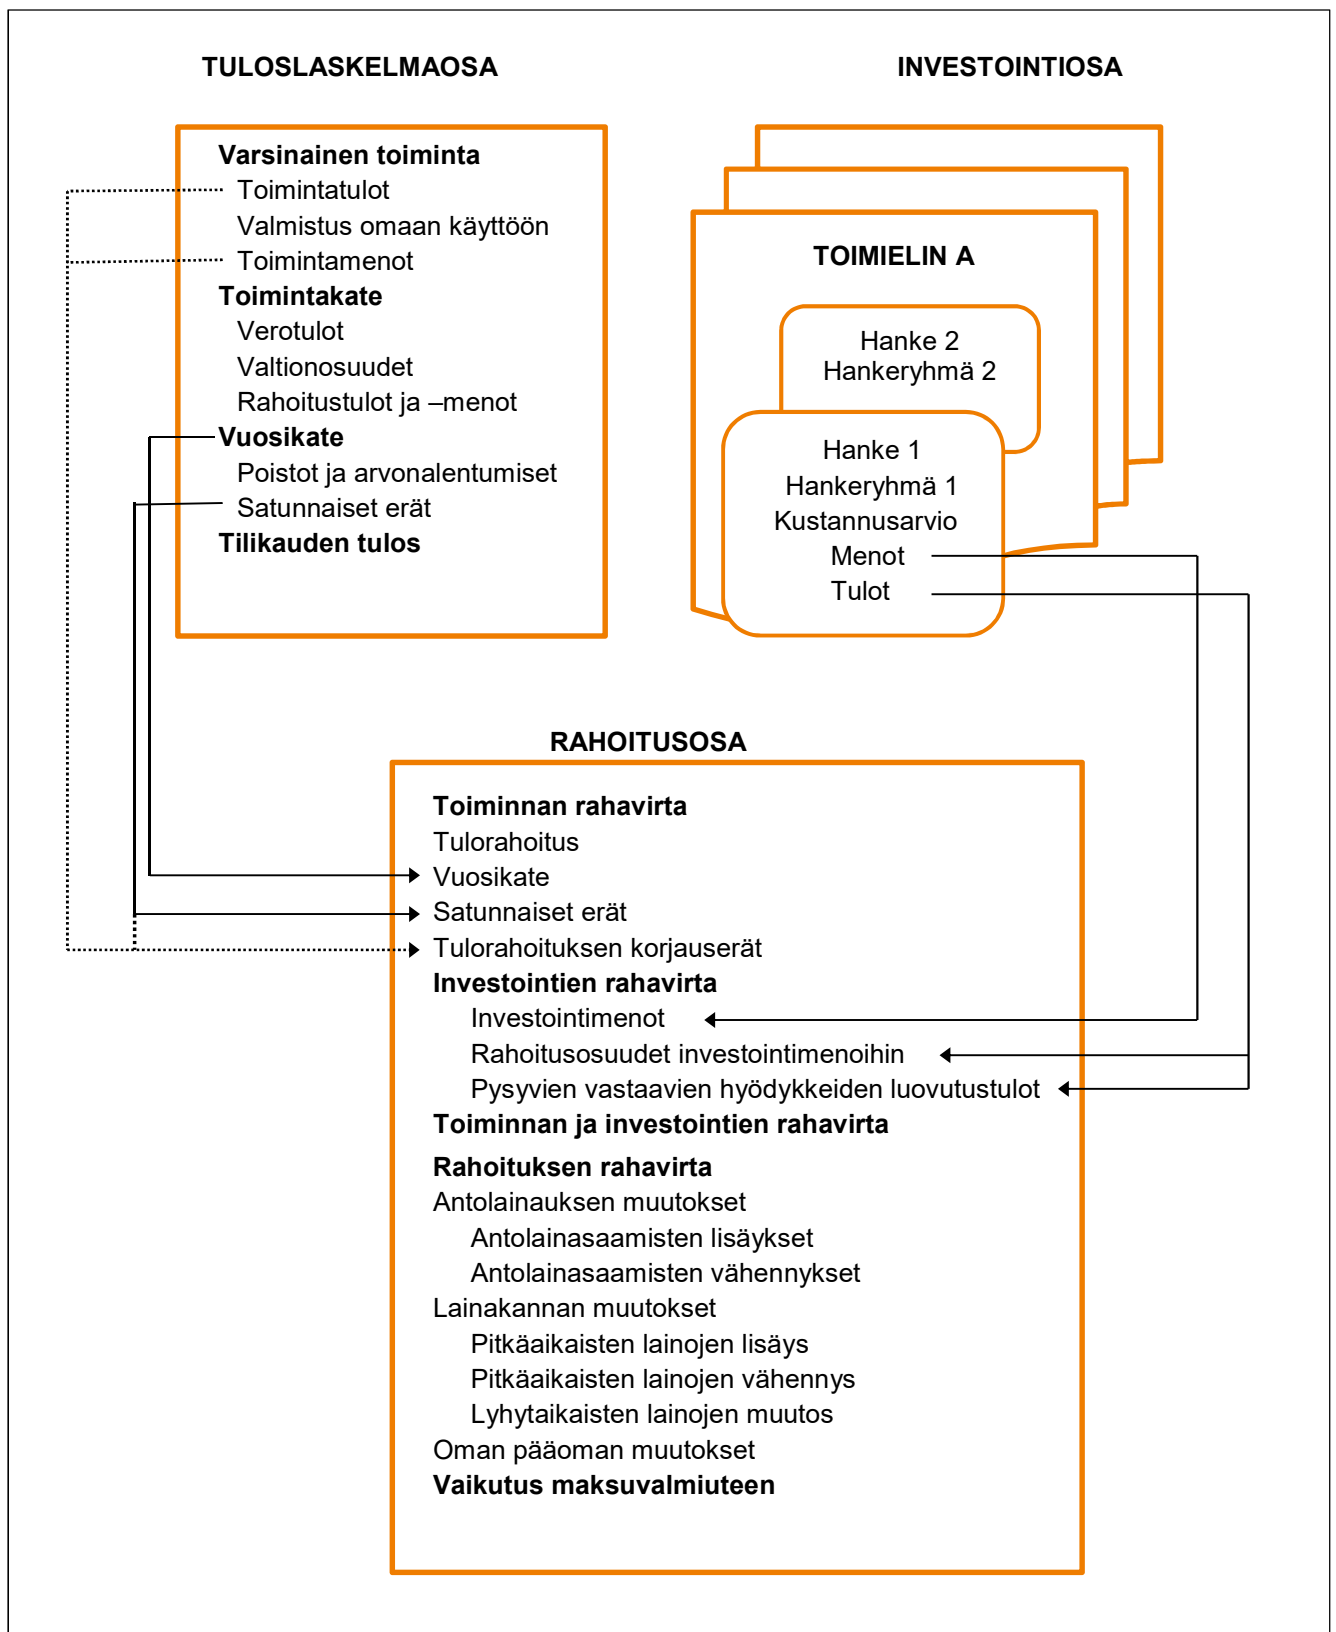 TULOSLASKELMAOSA
Varsinainen toiminta
Toimintatulot
Valmistus omaan käyttöön
Toimintamenot
Toimintakate
Verotulot
Valtionosuudet
Rahoitustulot ja –menot
Vuosikate
Poistot ja arvonalentumiset
Satunnaiset erät
Tilikauden tulos
INVESTOINTIOSA
TOIMIELIN A
Hanke 2
Hankeryhmä 2
Hanke 1
Hankeryhmä 1
Kustannusarvio
Menot
Tulot
RAHOITUSOSA
Toiminnan rahavirta
Tulorahoitus
Vuosikate
Satunnaiset erät
Tulorahoituksen korjauserät
Investointien rahavirta
Investointimenot
Rahoitusosuudet investointimenoihin
Pysyvien vastaavien hyödykkeiden luovutustulot
Toiminnan ja investointien rahavirta
Rahoituksen rahavirta
Antolainauksen muutokset
Antolainasaamisten lisäykset
Antolainasaamisten vähennykset
Lainakannan muutokset
Pitkäaikaisten lainojen lisäys
Pitkäaikaisten lainojen vähennys
Lyhytaikaisten lainojen muutos
Oman pääoman muutokset
Vaikutus maksuvalmiuteen